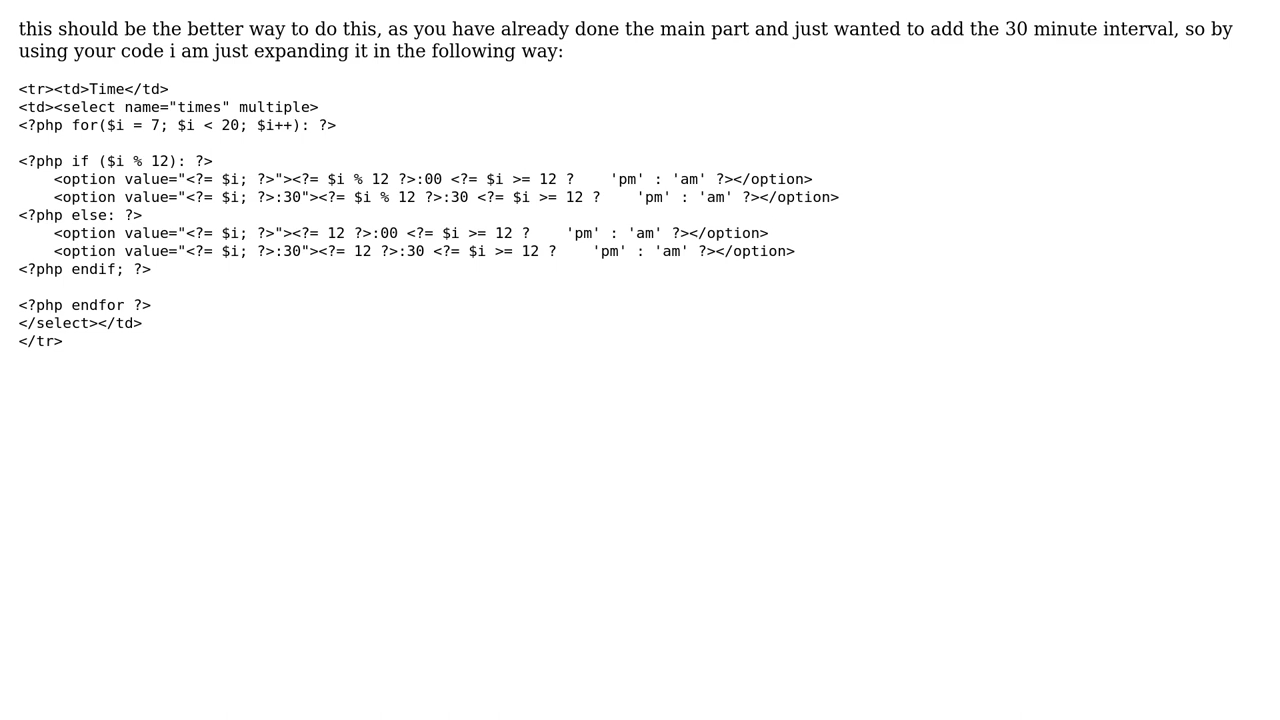 this should be the better way to do this, as you have already done the main part and just wanted to add the 30 minute interval, so by
using your code i am just expanding it in the following way:
<tr><td>Time</td>
<td><select name="times" multiple>
<?php for($i = 7; $i < 20; $i++): ?>
<?php if ($i % 12): ?>
    <option value="<?= $i; ?>"><?= $i % 12 ?>:00 <?= $i >= 12 ?    'pm' : 'am' ?></option>
    <option value="<?= $i; ?>:30"><?= $i % 12 ?>:30 <?= $i >= 12 ?    'pm' : 'am' ?></option>
<?php else: ?>
    <option value="<?= $i; ?>"><?= 12 ?>:00 <?= $i >= 12 ?    'pm' : 'am' ?></option>
    <option value="<?= $i; ?>:30"><?= 12 ?>:30 <?= $i >= 12 ?    'pm' : 'am' ?></option>
<?php endif; ?>
<?php endfor ?>
</select></td>
</tr>